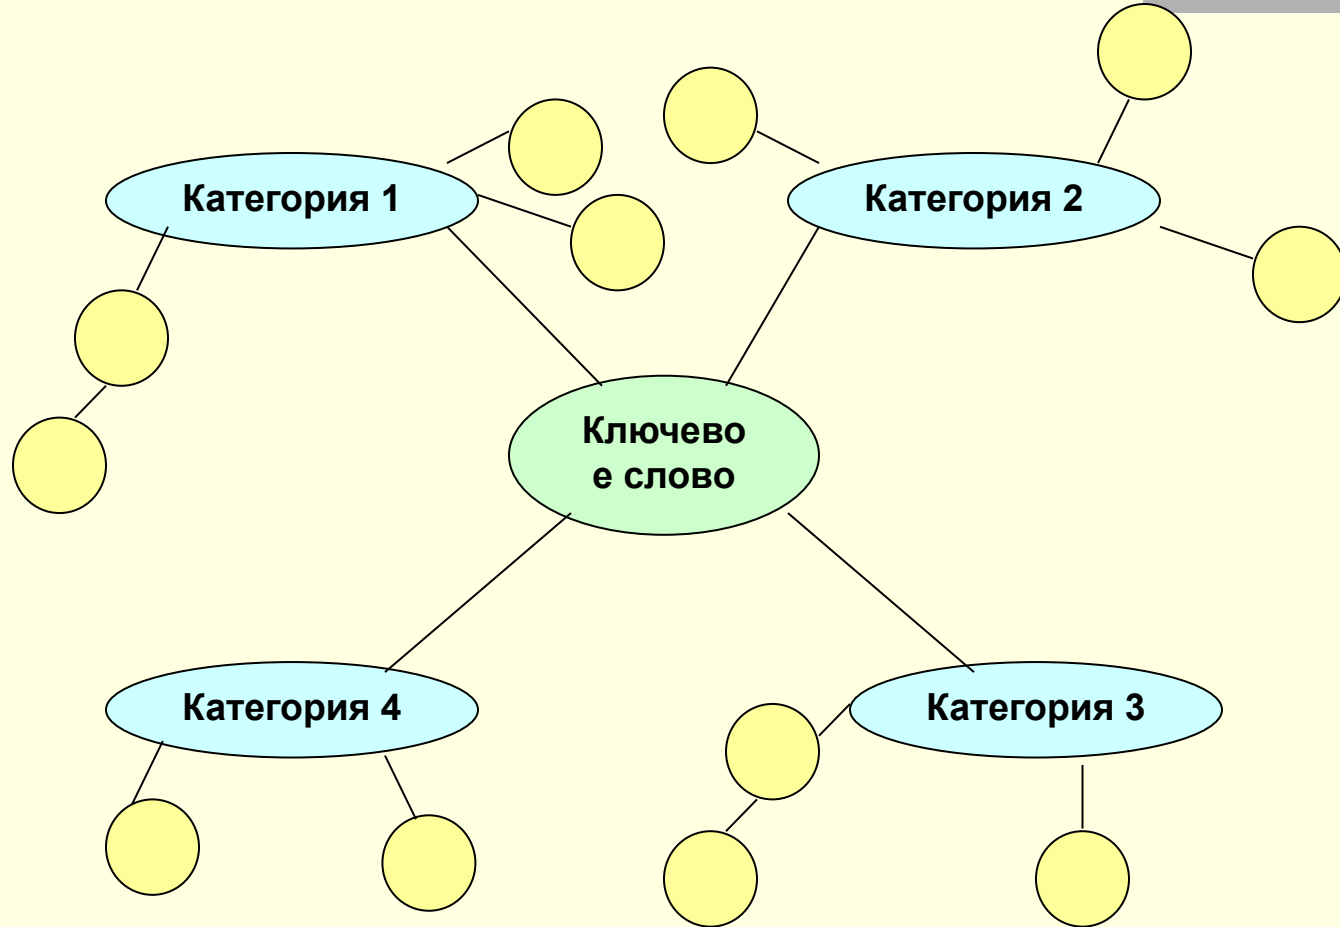 Категория 1
Категория 2
Ключево
е слово
Категория 4
Категория 3